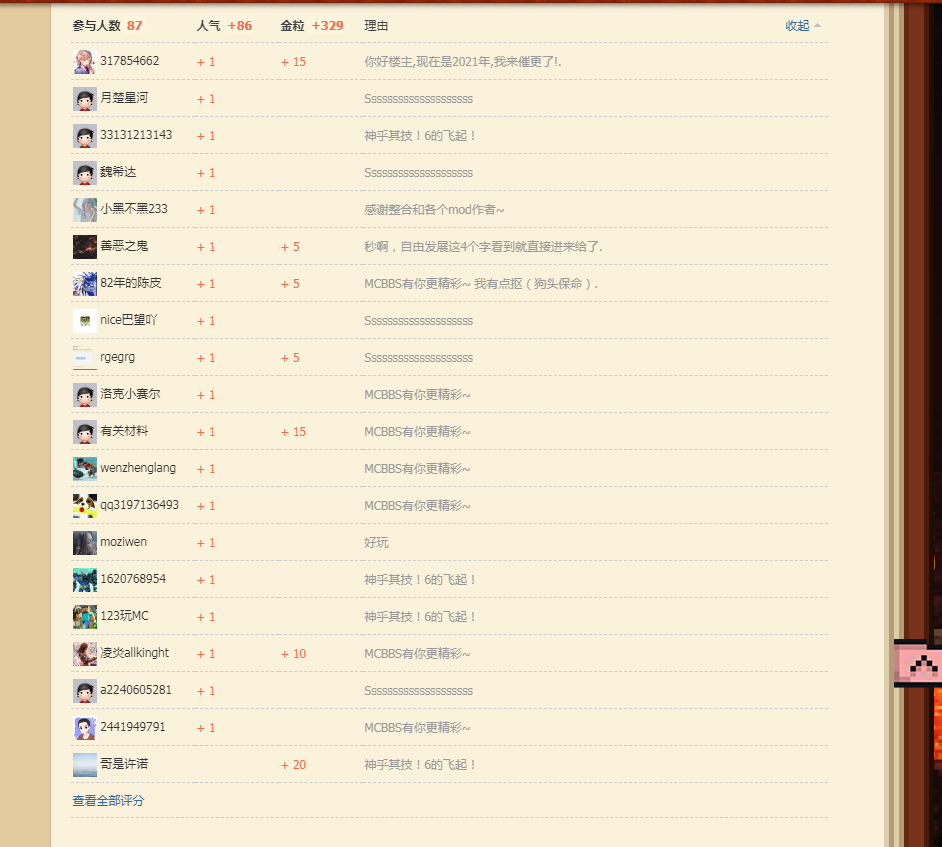 参与人数 87 人气 +86 金粒 +329 理由 收起
317854662 + 1 + 15 你好楼主,现在是2021年,我来催更了!.
月楚星河 + 1 Ssssssssssssssssssss
33131213143 + 1 神乎其技！6的飞起！
魏希达 + 1 Ssssssssssssssssssss
小黑不黑233 + 1 感谢整合和各个mod作者~
善恶之鬼 + 1 + 5 秒啊，自由发展这4个字看到就直接进来给了.
82年的陈皮 + 1 + 5 MCBBS有你更精彩~ 我有点抠（狗头保命）.
nice巴望吖 + 1 Ssssssssssssssssssss
rgegrg + 1 + 5 Ssssssssssssssssssss
洛克小赛尔 + 1 MCBBS有你更精彩~
有关材料 + 1 + 15 MCBBS有你更精彩~
wenzhenglang + 1 MCBBS有你更精彩~
qq3197136493 + 1 MCBBS有你更精彩~
moziwen + 1 好玩
1620768954 + 1 神乎其技！6的飞起！
123玩MC + 1 神乎其技！6的飞起！
凌炎allkinght + 1 + 10 MCBBS有你更精彩~
a2240605281 + 1 Ssssssssssssssssssss
2441949791 + 1 MCBBS有你更精彩~
哥是许诺 + 20 神乎其技！6的飞起！
查看全部评分